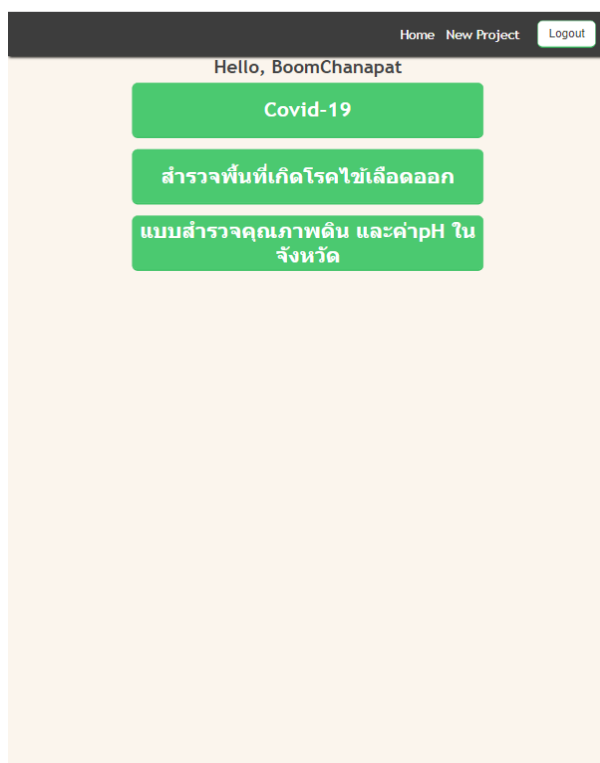 Home New Project Logout
Hello, BoomChanapat
Covid-19
สำรวจพื้นที่เกิดโรคไข้เลือดออก
แบบสำรวจคุณภาพดิน และค่าpH ใน
จังหวัด